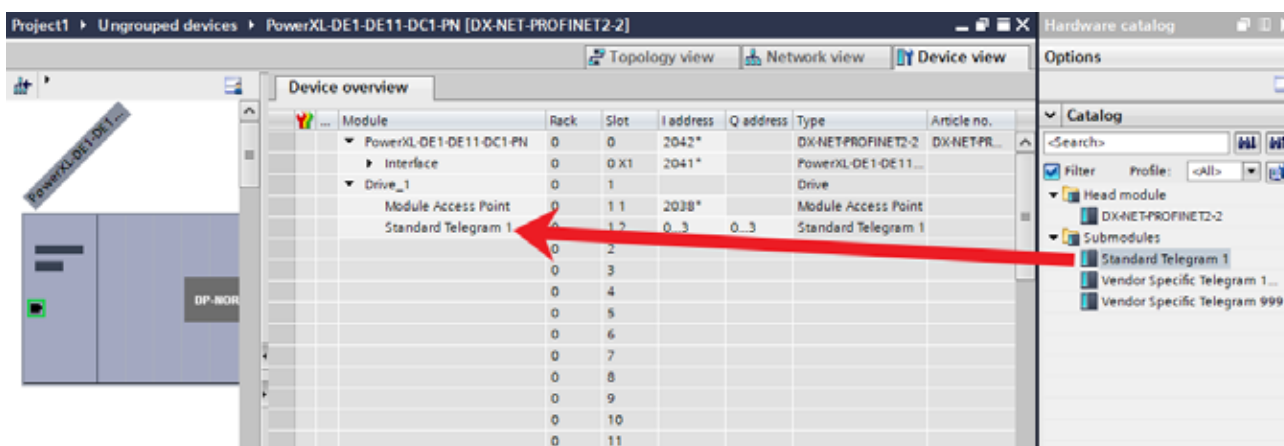 Project1 ▸ Ungrouped devices ▸ PowerXL-DE1-DE11-DC1-PN [DX-NET-PROFINET2-2]
Hardware catalog
Topology view
Network view
Device view
Options
Device overview
... Module Rack Slot I address Q address Type Article no.
PowerXL-DE1-DE11-DC1-PN 0 0 2042* DX-NET-PROFINET2-2 DX-NET-PR...
Interface 0 0 X1 2041* PowerXL-DE1-DE11...
Drive_1 0 1 Drive
Module Access Point 0 1 1 2038* Module Access Point
Standard Telegram 1 1 2 0...3 0...3 Standard Telegram 1
0 2
0 3
0 4
0 5
0 6
0 7
0 8
0 9
0 10
0 11
PowerXL-DE1-DE1...
DP-NOR
Catalog
<Search>
Filter Profile: <All>
Head module
DX-NET-PROFINET2-2
Submodules
Standard Telegram 1
Vendor Specific Telegram 1...
Vendor Specific Telegram 999